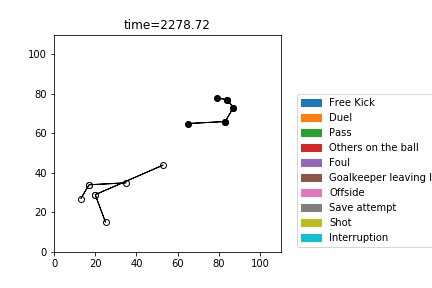 time=2278.72
100
80
60
40
20
0
0 20 40 60 80 100
Free Kick
Duel
Pass
Others on the ball
Foul
Goalkeeper leaving l
Offside
Save attempt
Shot
Interruption